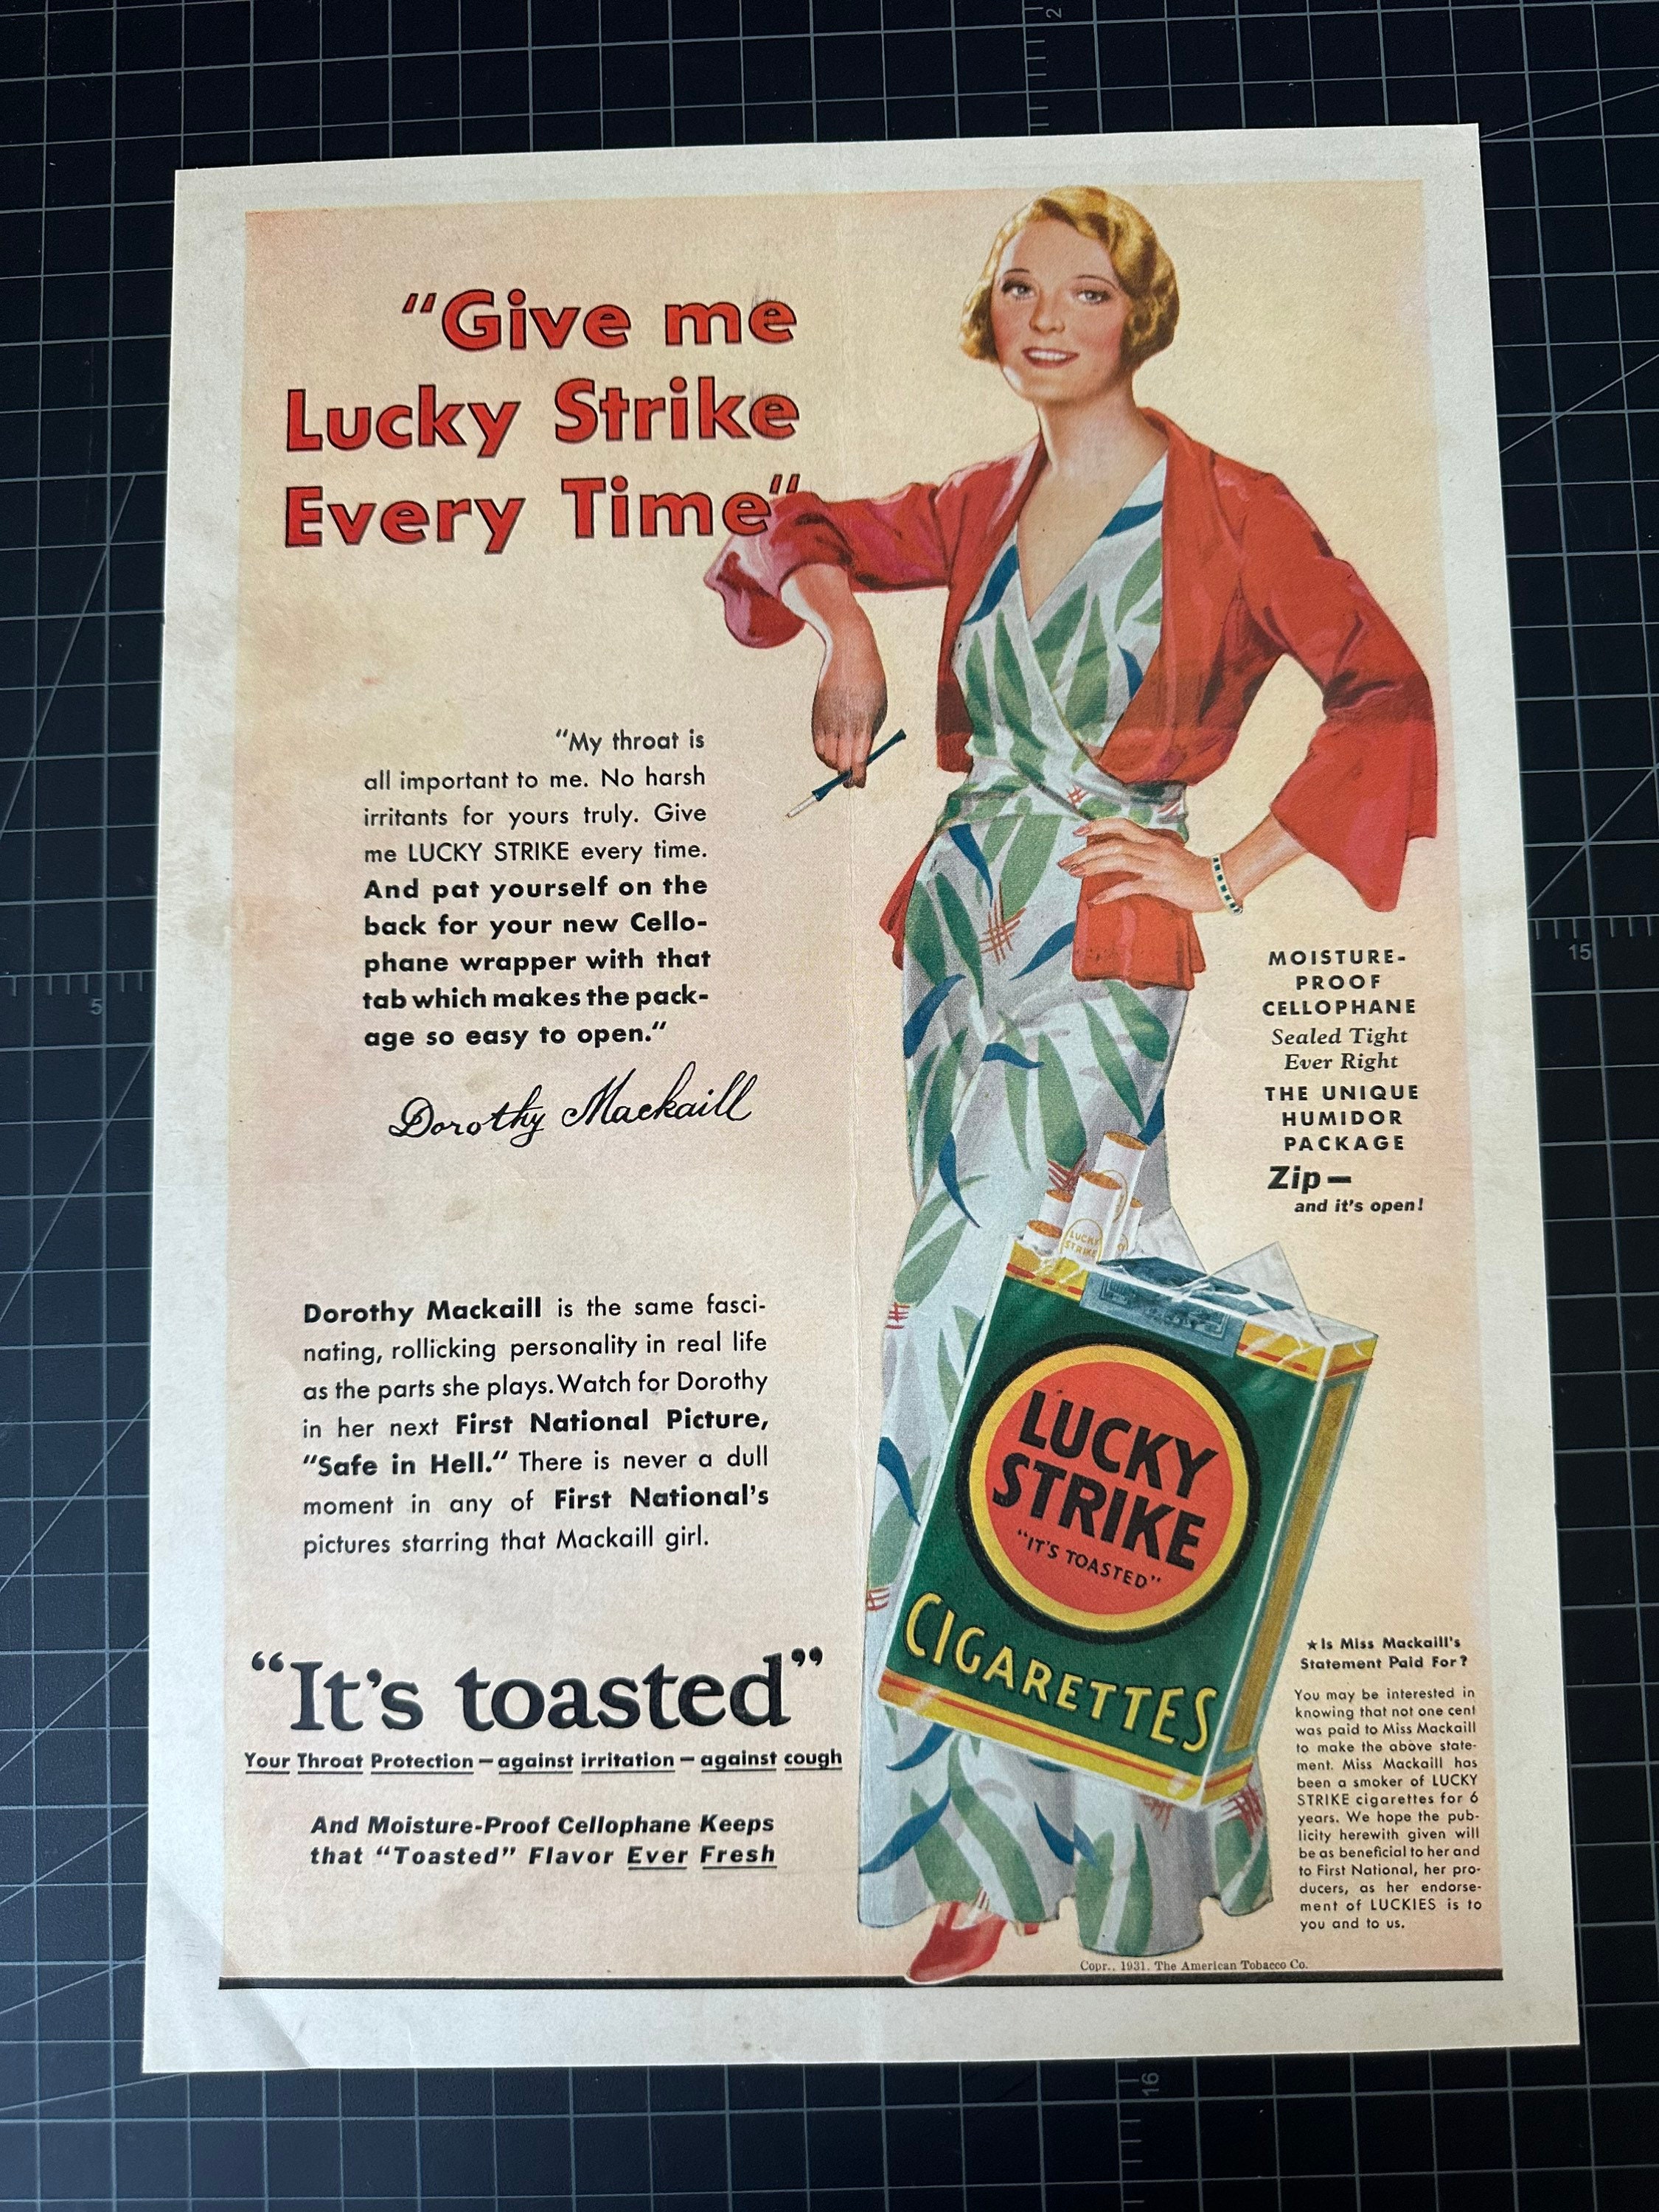 "Give me
Lucky Strike
Every Time"
"My throat is
all important to me. No harsh
irritants for yours truly. Give
me LUCKY STRIKE every time.
And pat yourself on the
back for your new Cello-
phane wrapper with that
tab which makes the pack-
age so easy to open."
Dorothy Mackaill
Dorothy Mackaill is the same fasci-
nating, rollicking personality in real life
as the parts she plays. Watch for Dorothy
in her next First National Picture,
"Safe in Hell." There is never a dull
moment in any of First National's
pictures starring that Mackaill girl.
"It's toasted"
Your Throat Protection—against irritation—against cough
And Moisture-Proof Cellophane Keeps
that "Toasted" Flavor Ever Fresh
MOISTURE-
PROOF
CELLOPHANE
Sealed Tight
Ever Right
THE UNIQUE
HUMIDOR
PACKAGE
Zip—
and it's open!
LUCKY
STRIKE
LUCKY
STRIKE
"IT'S TOASTED"
CIGARETTES
★Is Miss Mackaill's
Statement Paid For?
You may be interested in
knowing that not one cent
was paid to Miss Mackaill
to make the above state-
ment. Miss Mackaill has
been a smoker of LUCKY
STRIKE cigarettes for 6
years. We hope the pub-
licity herewith given will
be as beneficial to her and
to First National, her pro-
ducers, as her endorse-
ment of LUCKIES is to
you and to us.
Copr., 1931, The American Tobacco Co.
2
5
15
16